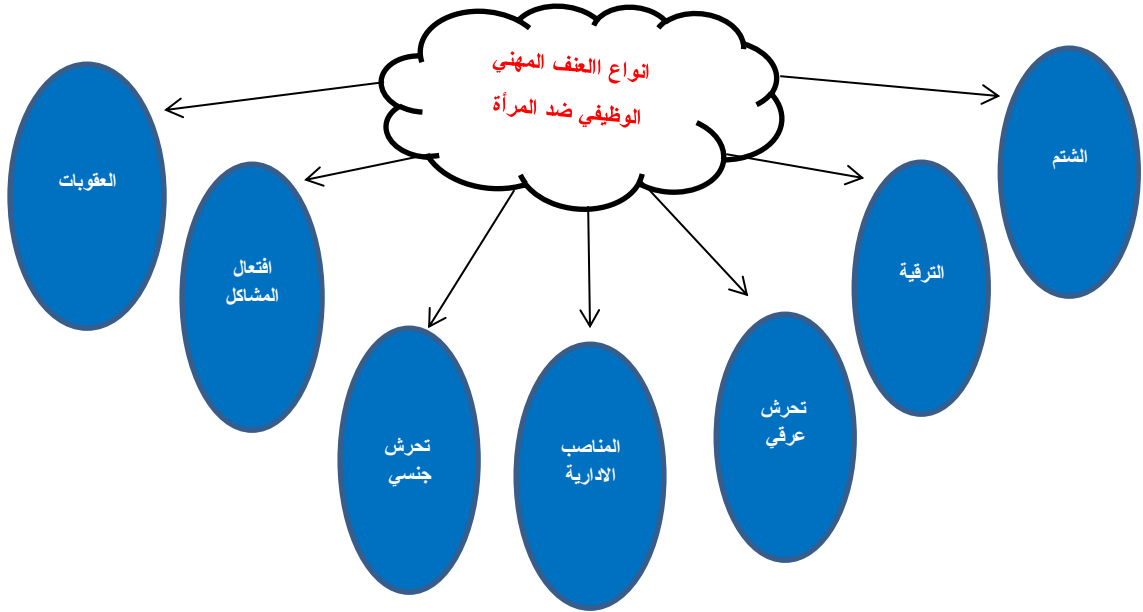 انواع االعنف المهني
الوظيفي ضد المرأة
الشتم
الترقية
تحرش
عرقي
المناصب
الادارية
تحرش
جنسي
افتعال
المشاكل
العقوبات